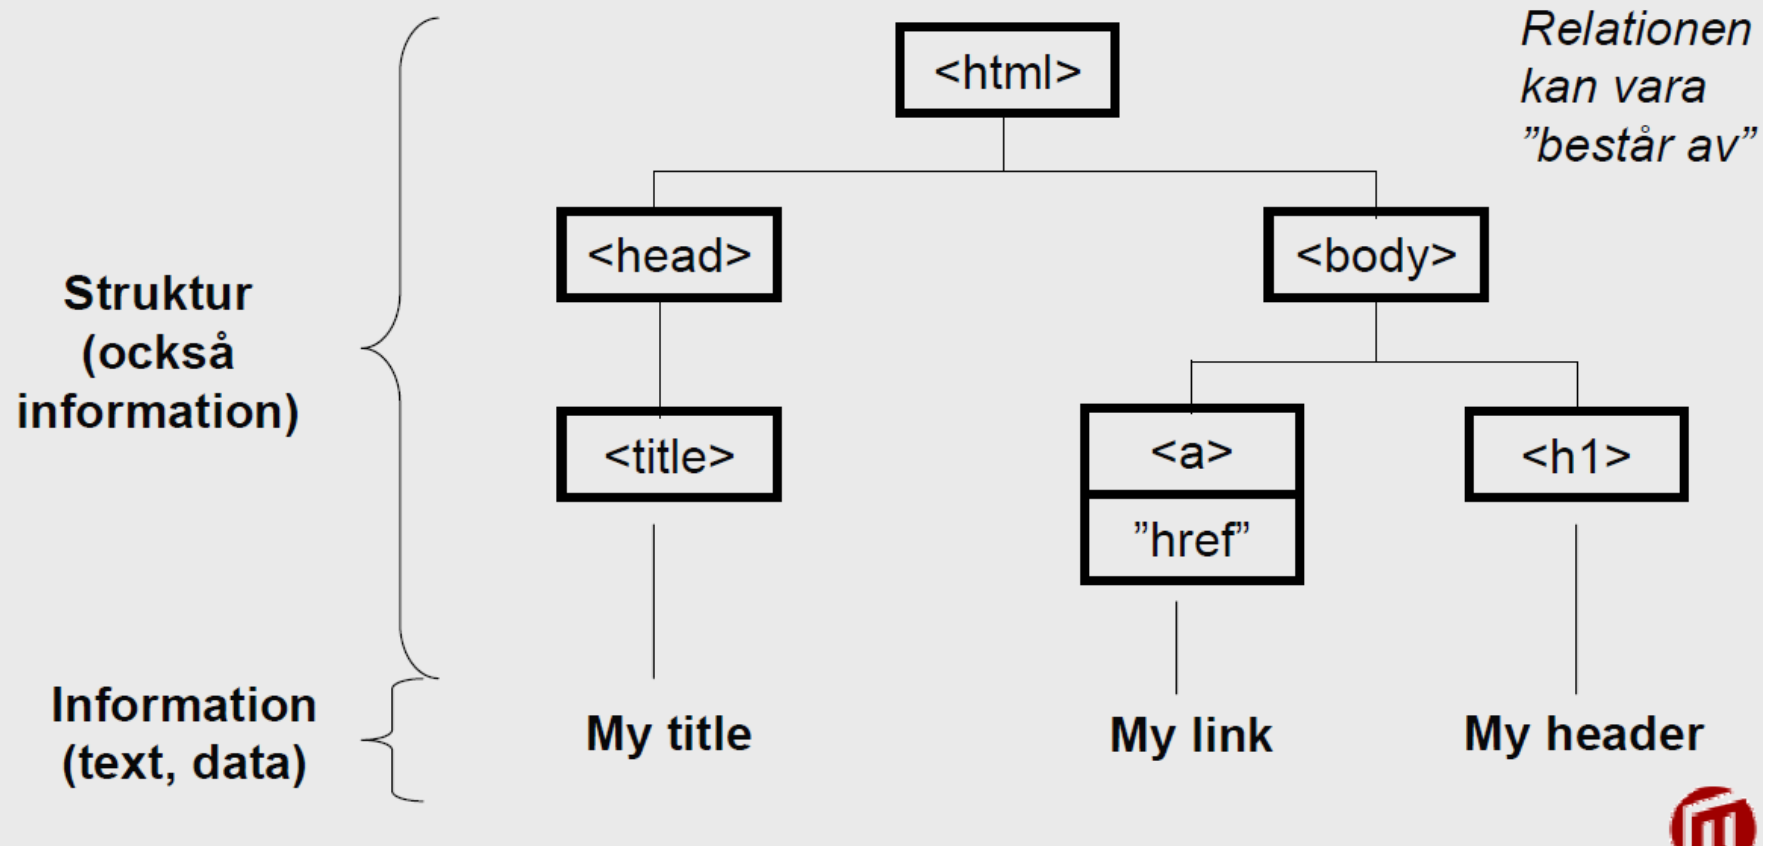 Relationen
kan vara
”består av”
<html>
<head>
<body>
Struktur
(också
information)
<title>
<a>
”href”
<h1>
Information
(text, data)
My title
My link
My header